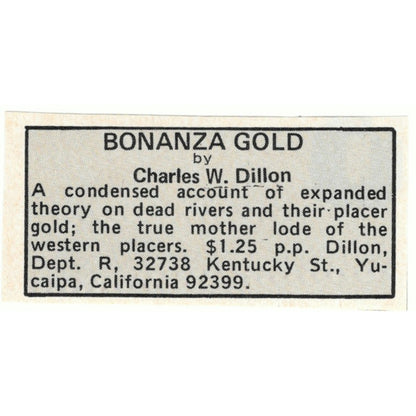 BONANZA GOLD
by
Charles W. Dillon
A condensed account of expanded
theory on dead rivers and their placer
gold; the true mother lode of the
western placers. $1.25 p.p. Dillon,
Dept. R, 32738 Kentucky St., Yu-
caipa, California 92399.